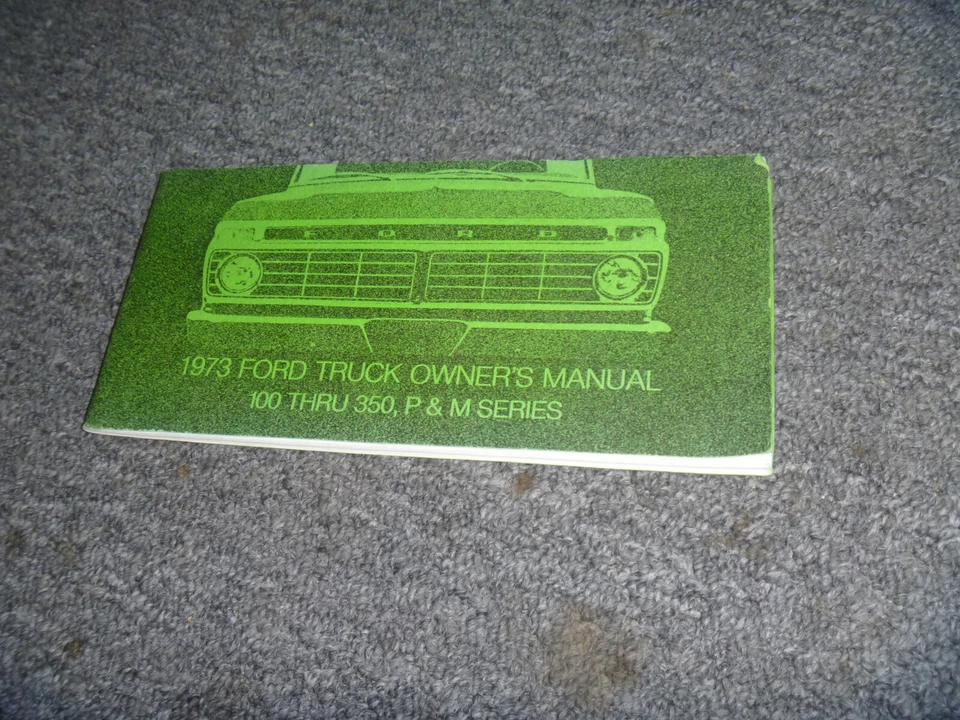 FORD
1973 FORD TRUCK OWNER'S MANUAL
100 THRU 350, P & M SERIES